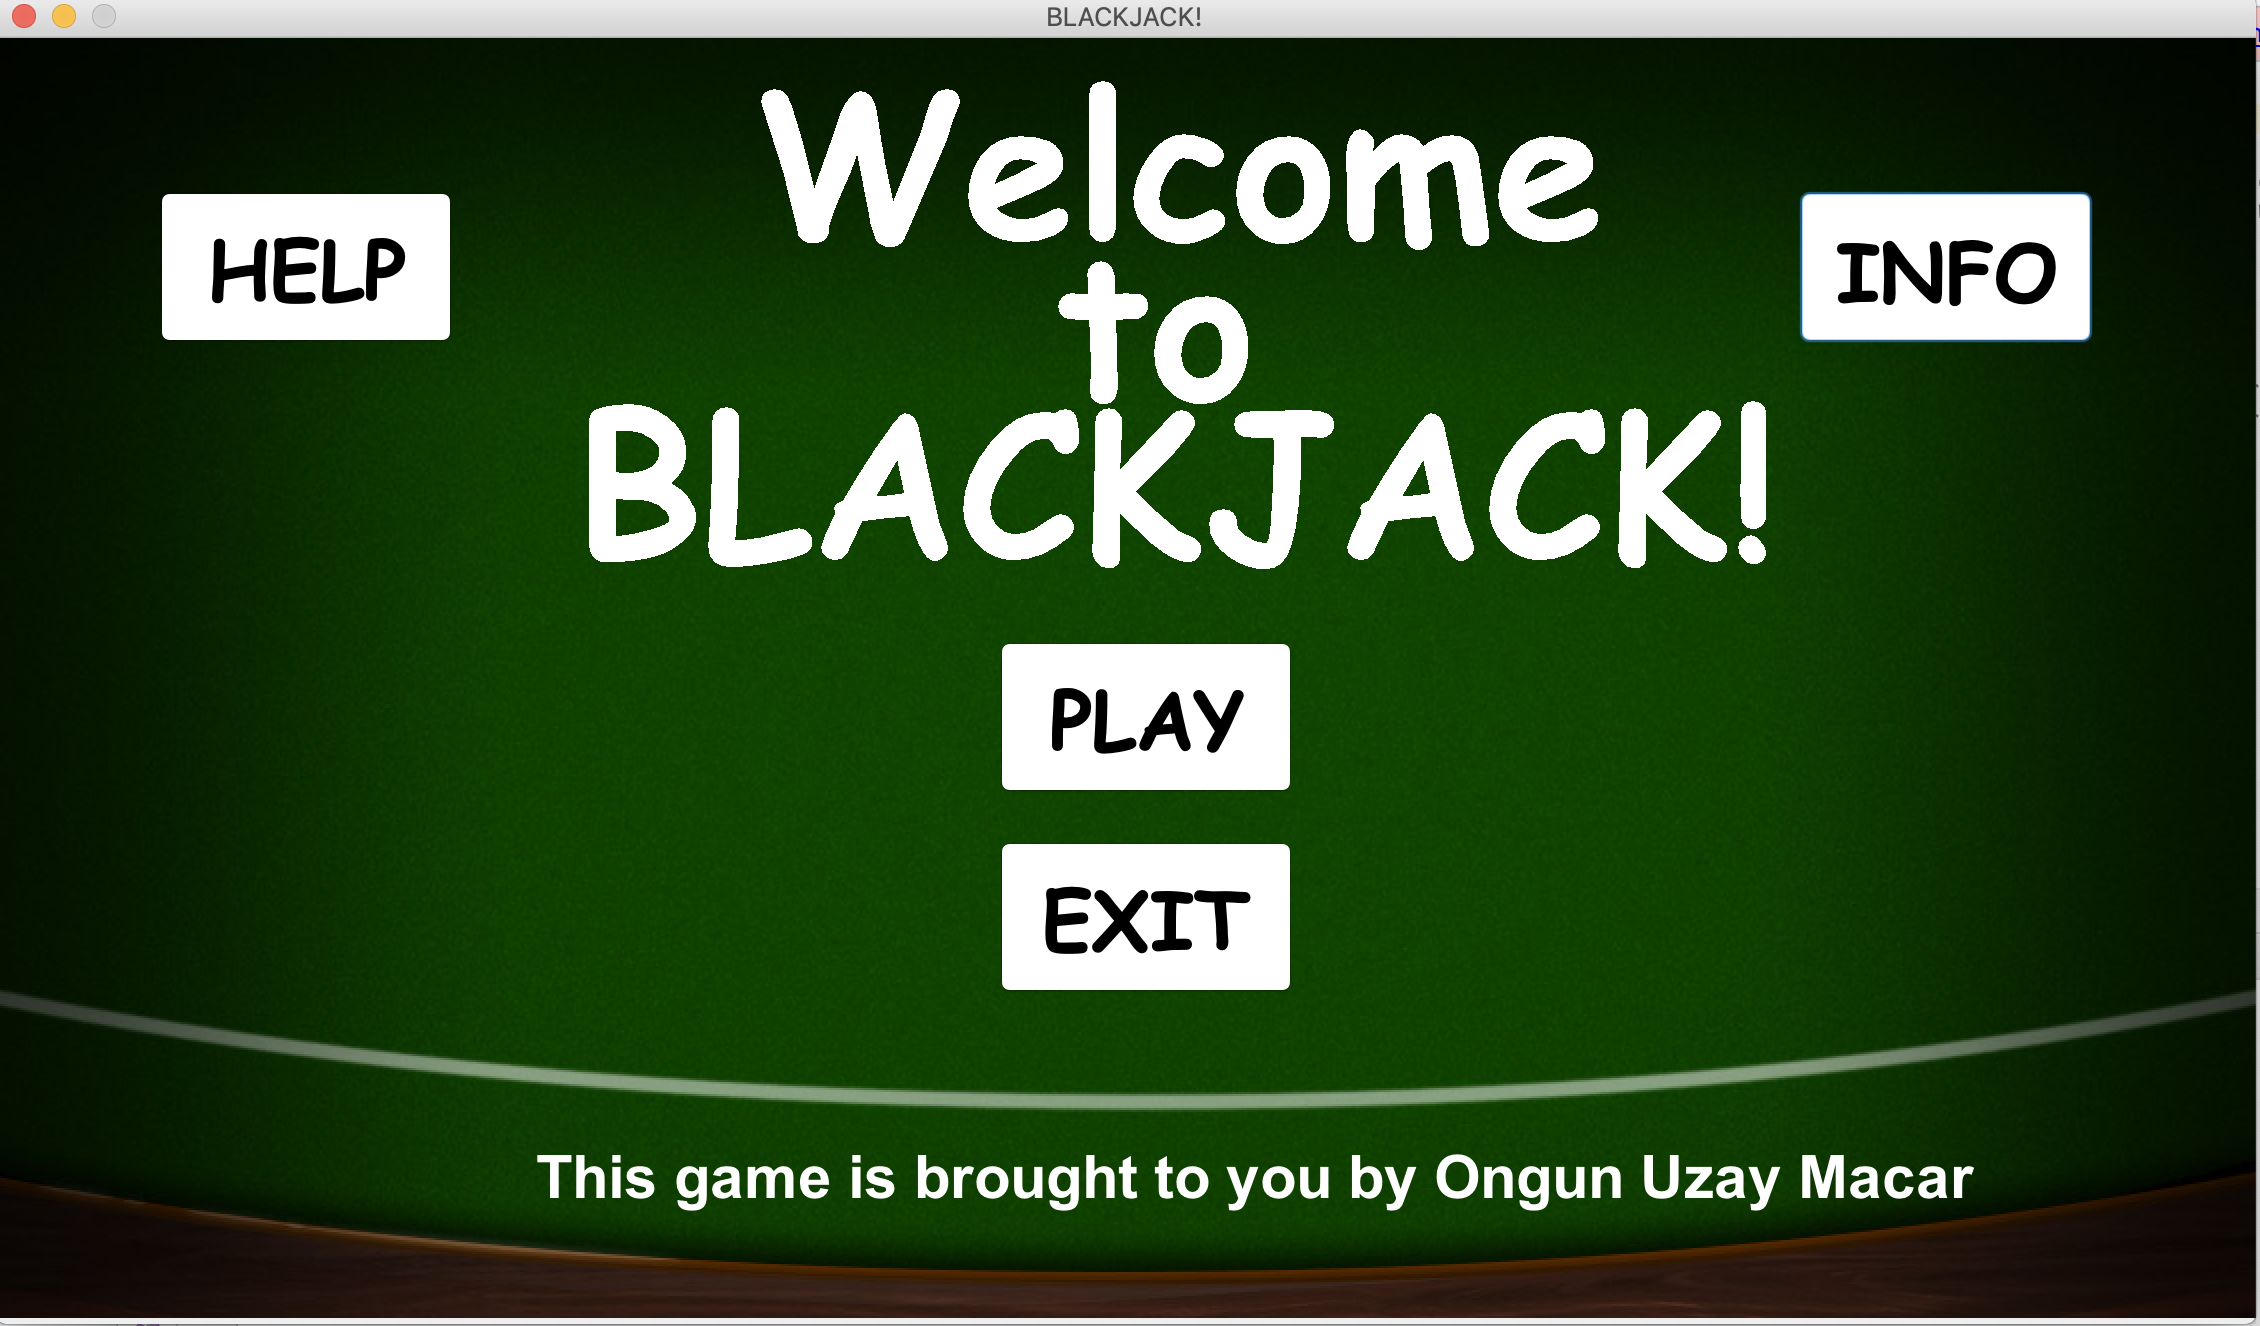 BLACKJACK!
Welcome
to
BLACKJACK!
HELP
INFO
PLAY
EXIT
This game is brought to you by Ongun Uzay Macar